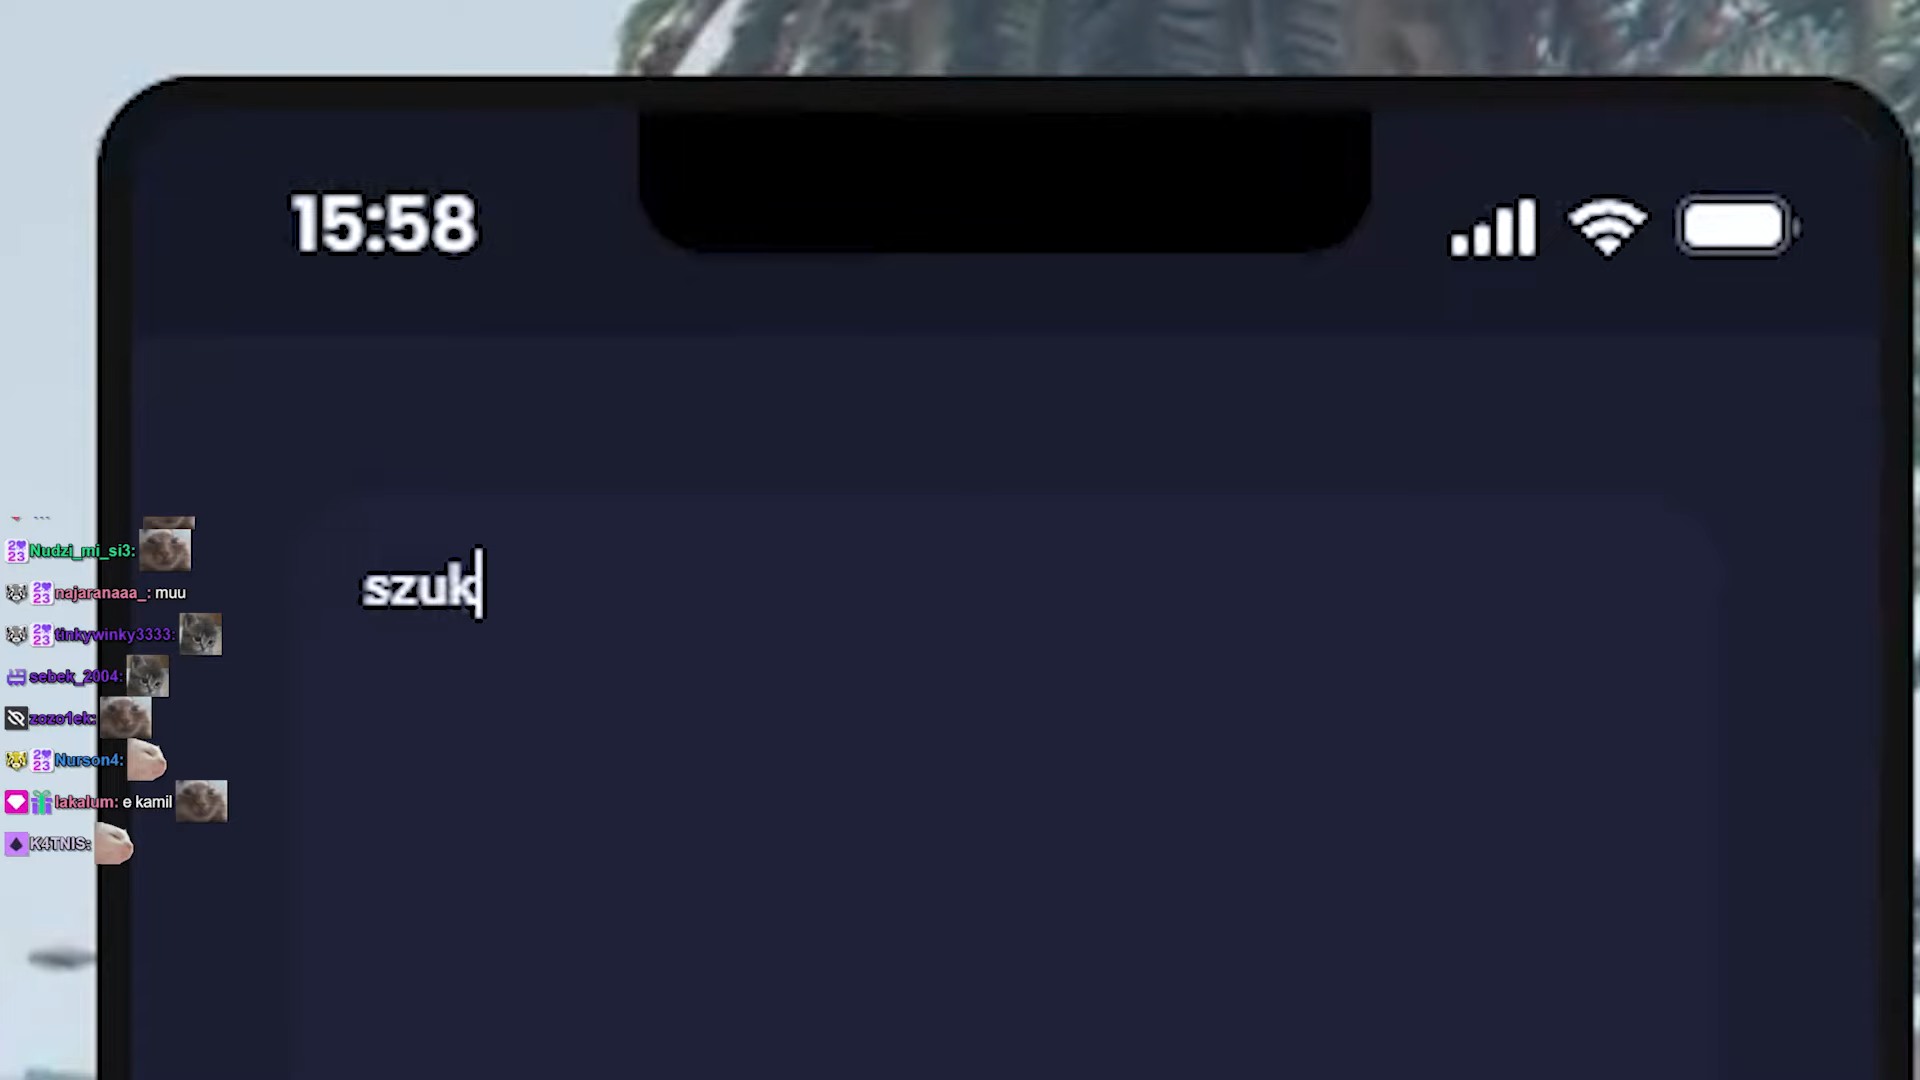 15:58
szuk
Nudzi_mi_si3:
najaranaaa_: muu
tinkywinky3333:
sebek_2004:
zozo1ek:
Nurson4:
lakalum: e kamil
K4TNIS: